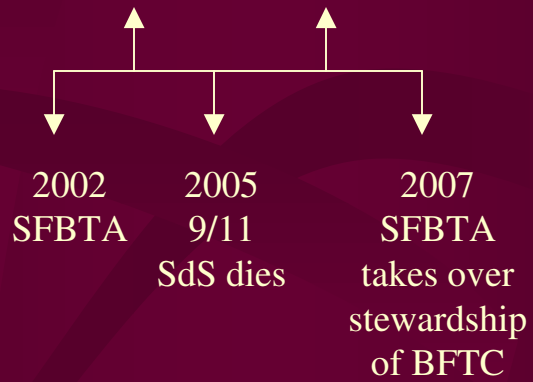 2002
SFBTA
2005
9/11
SdS dies
2007
SFBTA
takes over
stewardship
of BFTC